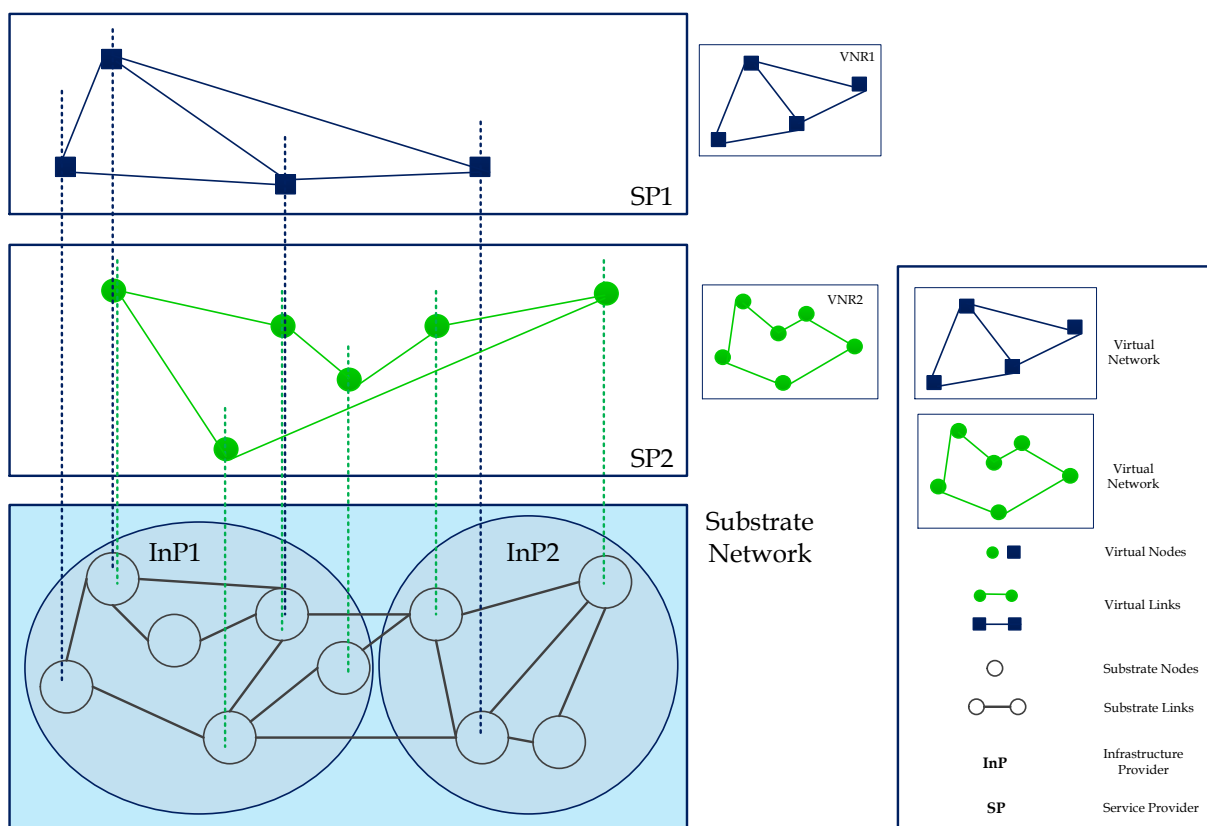 VNR1
SP1
VNR2
SP2
Substrate
Network
InP1
InP2
Virtual
Network
Virtual
Network
Virtual Nodes
Virtual Links
Substrate Nodes
Substrate Links
InP
Infrastructure
Provider
SP
Service Provider